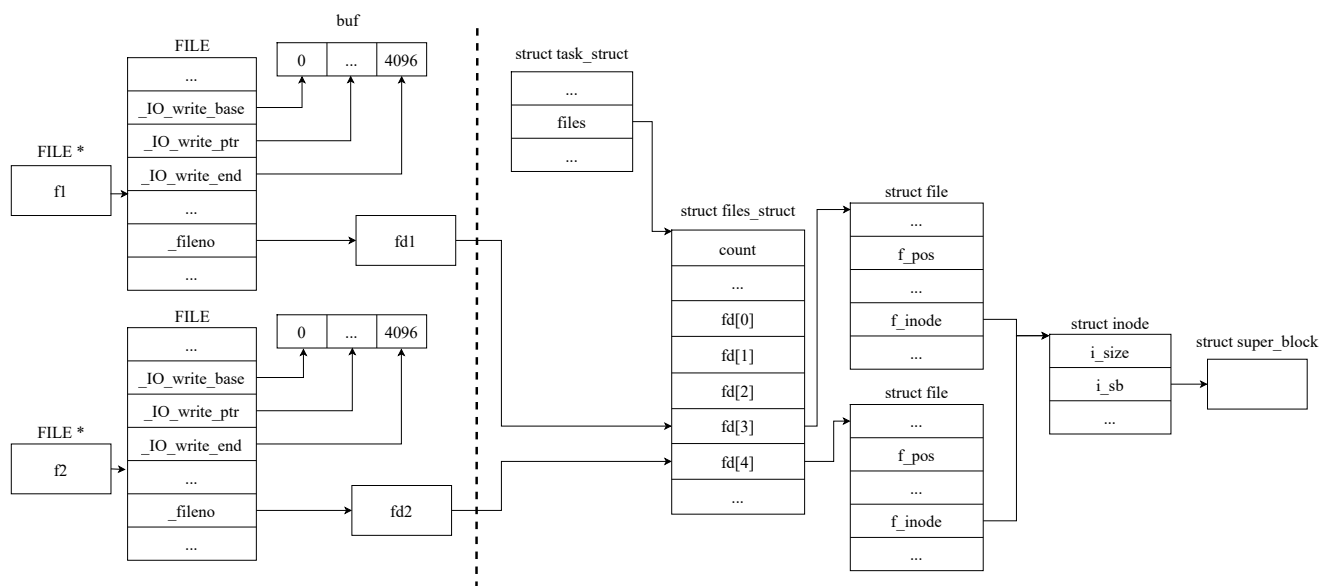 buf
FILE
0 ... 4096
...
_IO_write_base
_IO_write_ptr
_IO_write_end
...
_fileno
...
FILE *
f1
fd1
FILE
0 ... 4096
...
_IO_write_base
_IO_write_ptr
_IO_write_end
...
_fileno
...
FILE *
f2
fd2
struct task_struct
...
files
...
struct files_struct
count
...
fd[0]
fd[1]
fd[2]
fd[3]
fd[4]
...
struct file
...
f_pos
...
f_inode
...
struct file
...
f_pos
...
f_inode
...
struct inode
i_size
i_sb
...
struct super_block